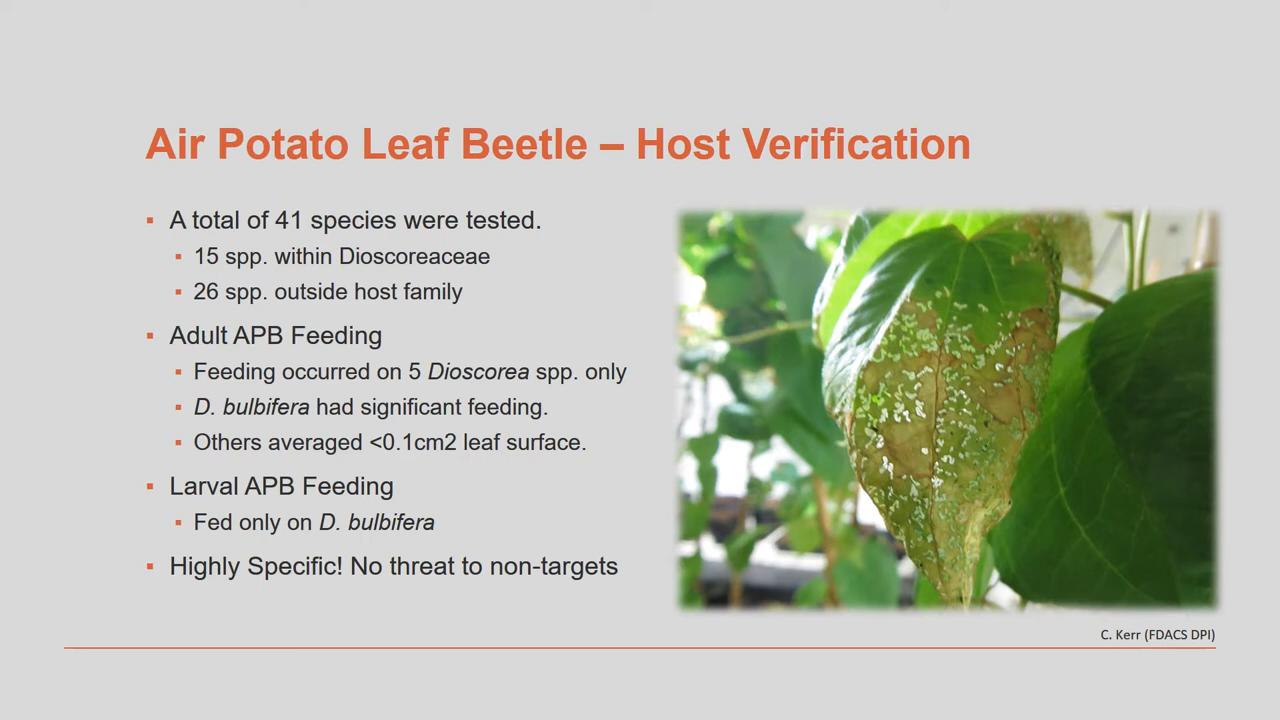 Air Potato Leaf Beetle – Host Verification
▪ A total of 41 species were tested.
▪ 15 spp. within Dioscoreaceae
▪ 26 spp. outside host family
▪ Adult APB Feeding
▪ Feeding occurred on 5 Dioscorea spp. only
▪ D. bulbifera had significant feeding.
▪ Others averaged <0.1cm2 leaf surface.
▪ Larval APB Feeding
▪ Fed only on D. bulbifera
▪ Highly Specific! No threat to non-targets
C. Kerr (FDACS DPI)